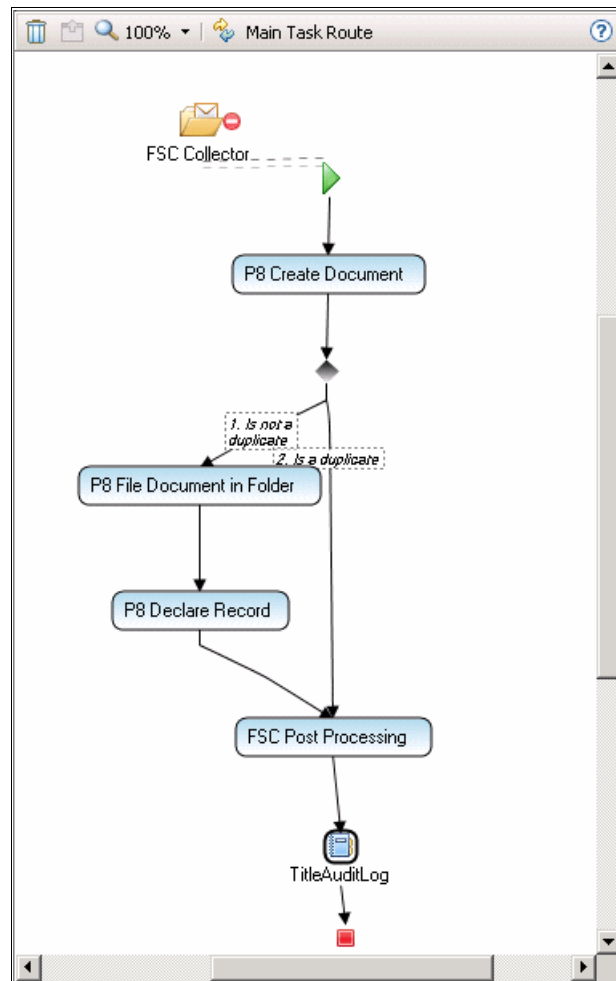 100% Main Task Route
FSC Collector
P8 Create Document
1. Is not a
duplicate
2. Is a duplicate
P8 File Document in Folder
P8 Declare Record
FSC Post Processing
TitleAuditLog